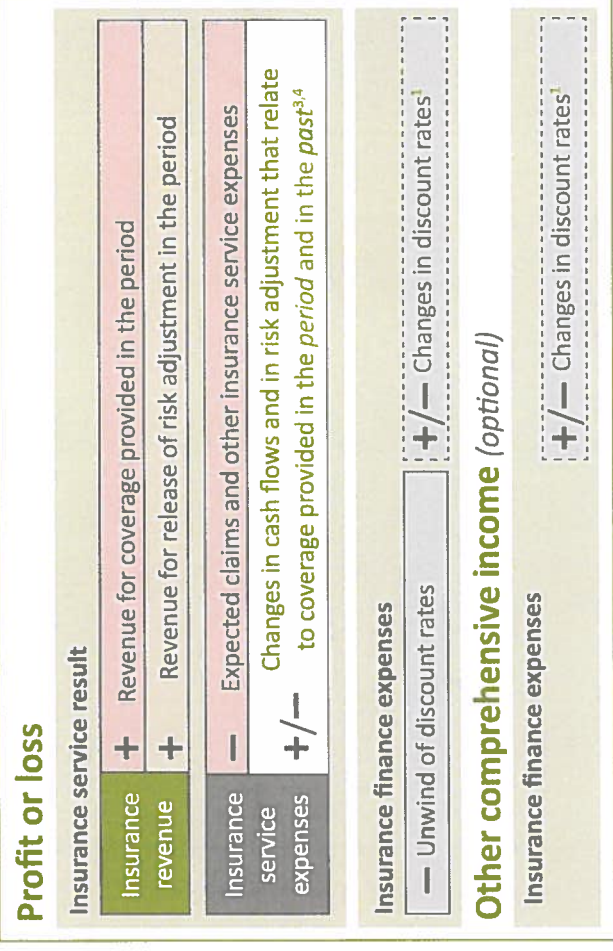 Profit or loss
Insurance service result
Insurance
revenue
+ Revenue for coverage provided in the period
+ Revenue for release of risk adjustment in the period
Insurance
service
expenses
− Expected claims and other insurance service expenses
+/− Changes in cash flows and in risk adjustment that relate
to coverage provided in the period and in the past³,⁴
Insurance finance expenses
− Unwind of discount rates
+/− Changes in discount rates¹
Other comprehensive income (optional)
Insurance finance expenses
+/− Changes in discount rates¹